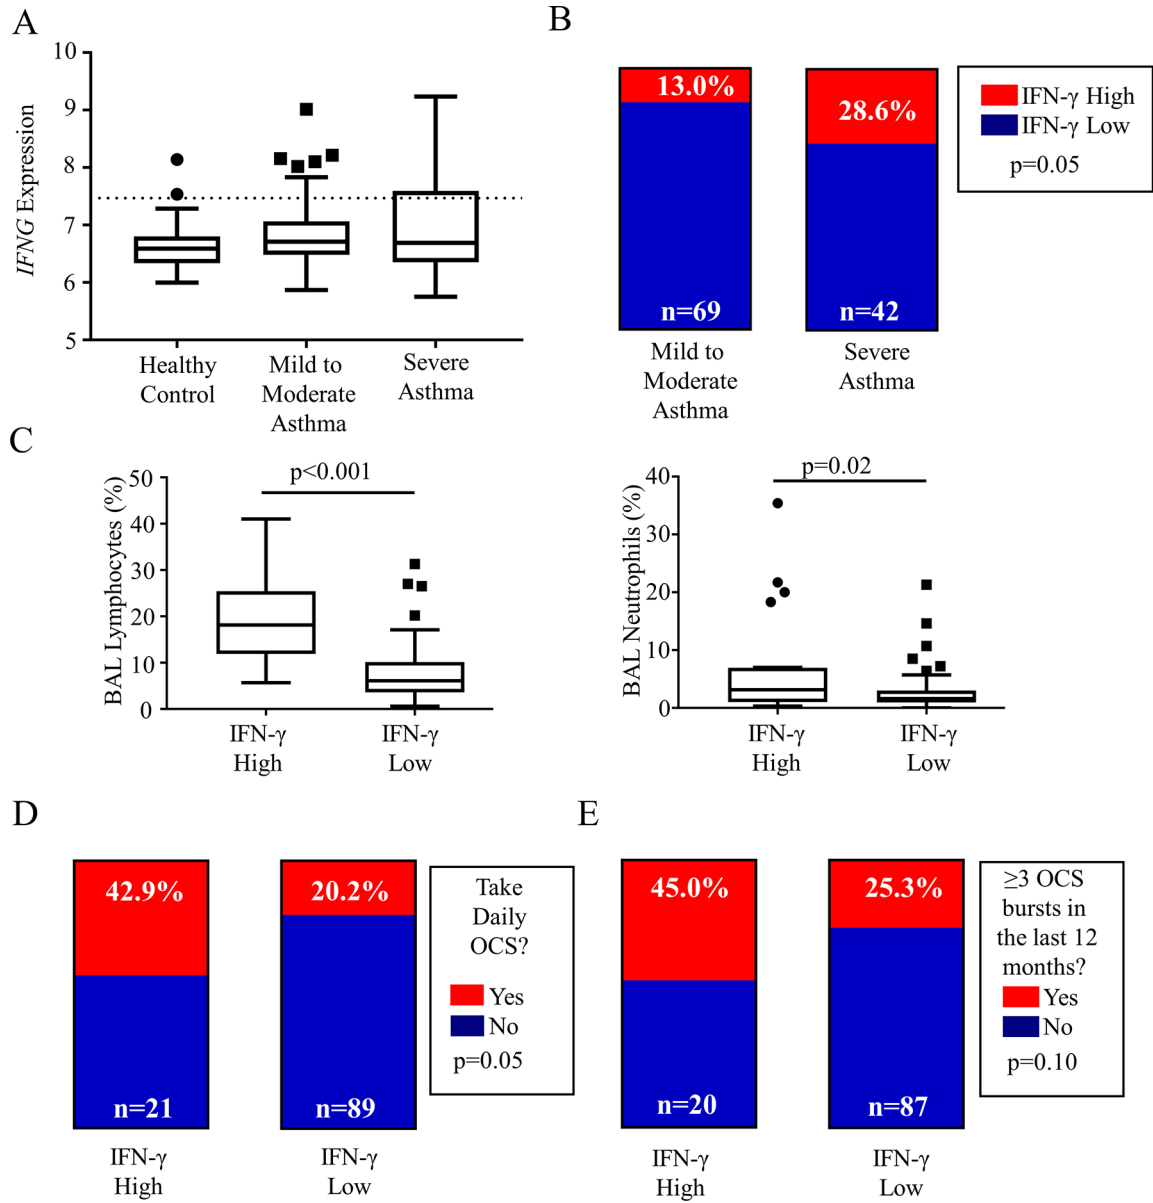 A
IFNG Expression
10
9
8
7
6
5
Healthy
Control
Mild to
Moderate
Asthma
Severe
Asthma
B
13.0%
n=69
Mild to
Moderate
Asthma
28.6%
n=42
Severe
Asthma
IFN-γ High
IFN-γ Low
p=0.05
C
BAL Lymphocytes (%)
50
40
30
20
10
0
p<0.001
IFN-γ
High
IFN-γ
Low
BAL Neutrophils (%)
40
30
20
10
0
p=0.02
IFN-γ
High
IFN-γ
Low
D
42.9%
n=21
IFN-γ
High
20.2%
n=89
IFN-γ
Low
Take
Daily
OCS?
Yes
No
p=0.05
E
45.0%
n=20
IFN-γ
High
25.3%
n=87
IFN-γ
Low
≥3 OCS
bursts in
the last 12
months?
Yes
No
p=0.10